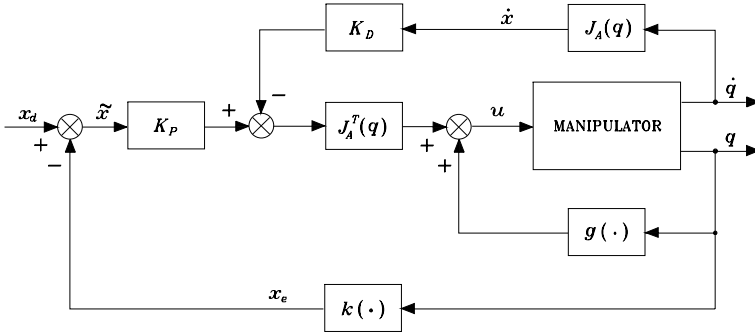 K_D
ẋ
J_A(q)
−
q̇
x_d
x̃
K_P
+
J_A^T(q)
u
MANIPULATOR
q
+
−
+
+
g(·)
x_e
k(·)